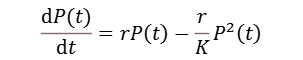 dP(t)/dt = rP(t) − r/K P²(t)